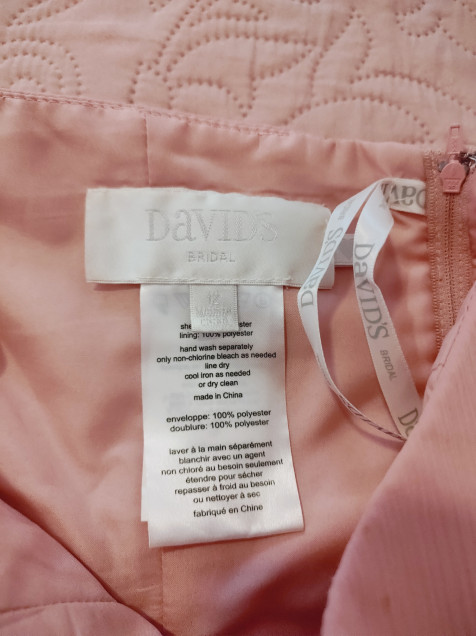 DAVID'S
BRIDAL
12
she
lining: 100% polyester
hand wash separately
only non-chlorine bleach as needed
line dry
cool iron as needed
or dry clean
made in China
enveloppe: 100% polyester
doublure: 100% polyester
laver à la main séparément
blanchir avec un agent
non chloré au besoin seulement
étendre pour sécher
repasser à froid au besoin
ou nettoyer à sec
fabriqué en Chine
DAVID'S
BRIDAL